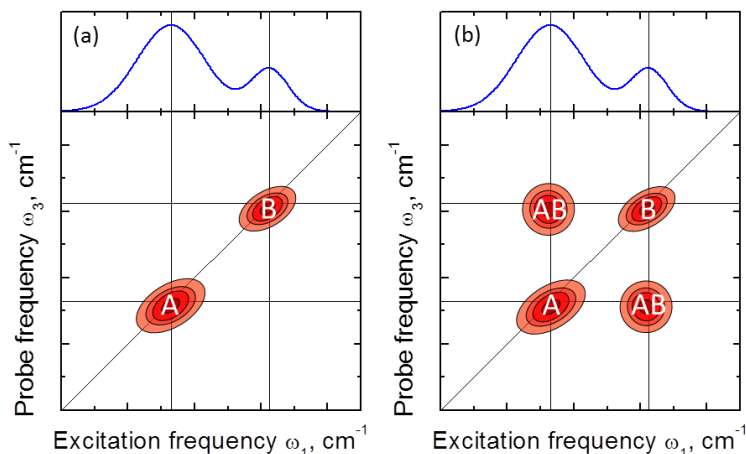 (a)
Probe frequency ω₃, cm⁻¹
B
A
Excitation frequency ω₁, cm⁻¹
(b)
Probe frequency ω₃, cm⁻¹
AB
B
A
AB
Excitation frequency ω₁, cm⁻¹